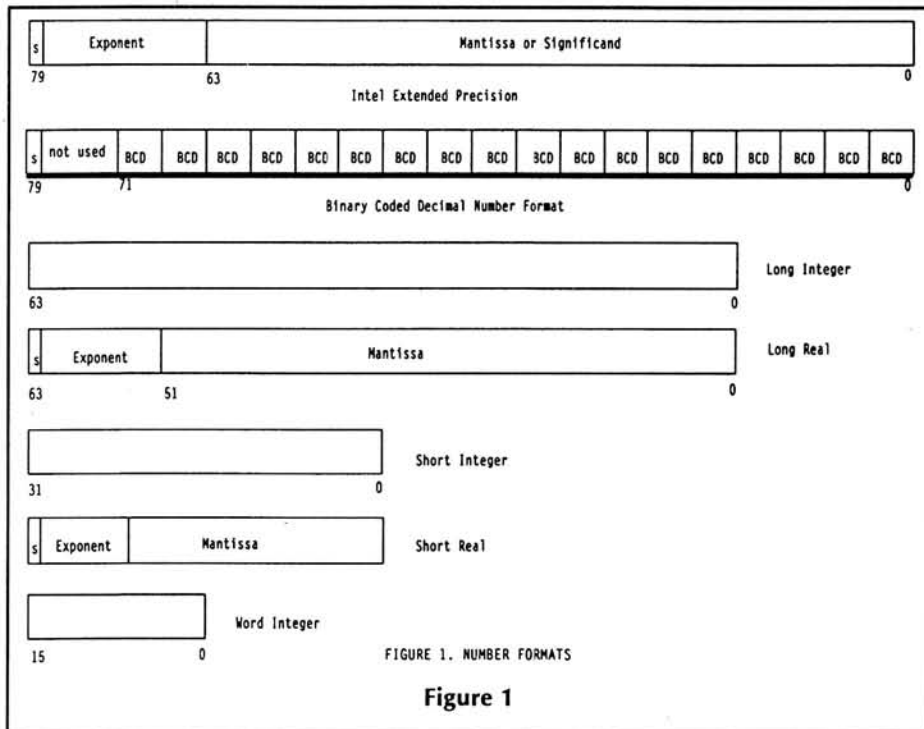 s Exponent Mantissa or Significand
79 63 0
Intel Extended Precision
s not used BCD BCD BCD BCD BCD BCD BCD BCD BCD 3CD BCD BCD BCD BCD BCD BCD BCD BCD
79 71 0
Binary Coded Decimal Number Format
Long Integer
63 0
s Exponent Mantissa Long Real
63 51 0
Short Integer
31 0
s Exponent Mantissa Short Real
Word Integer
15 0
FIGURE 1. NUMBER FORMATS
Figure 1